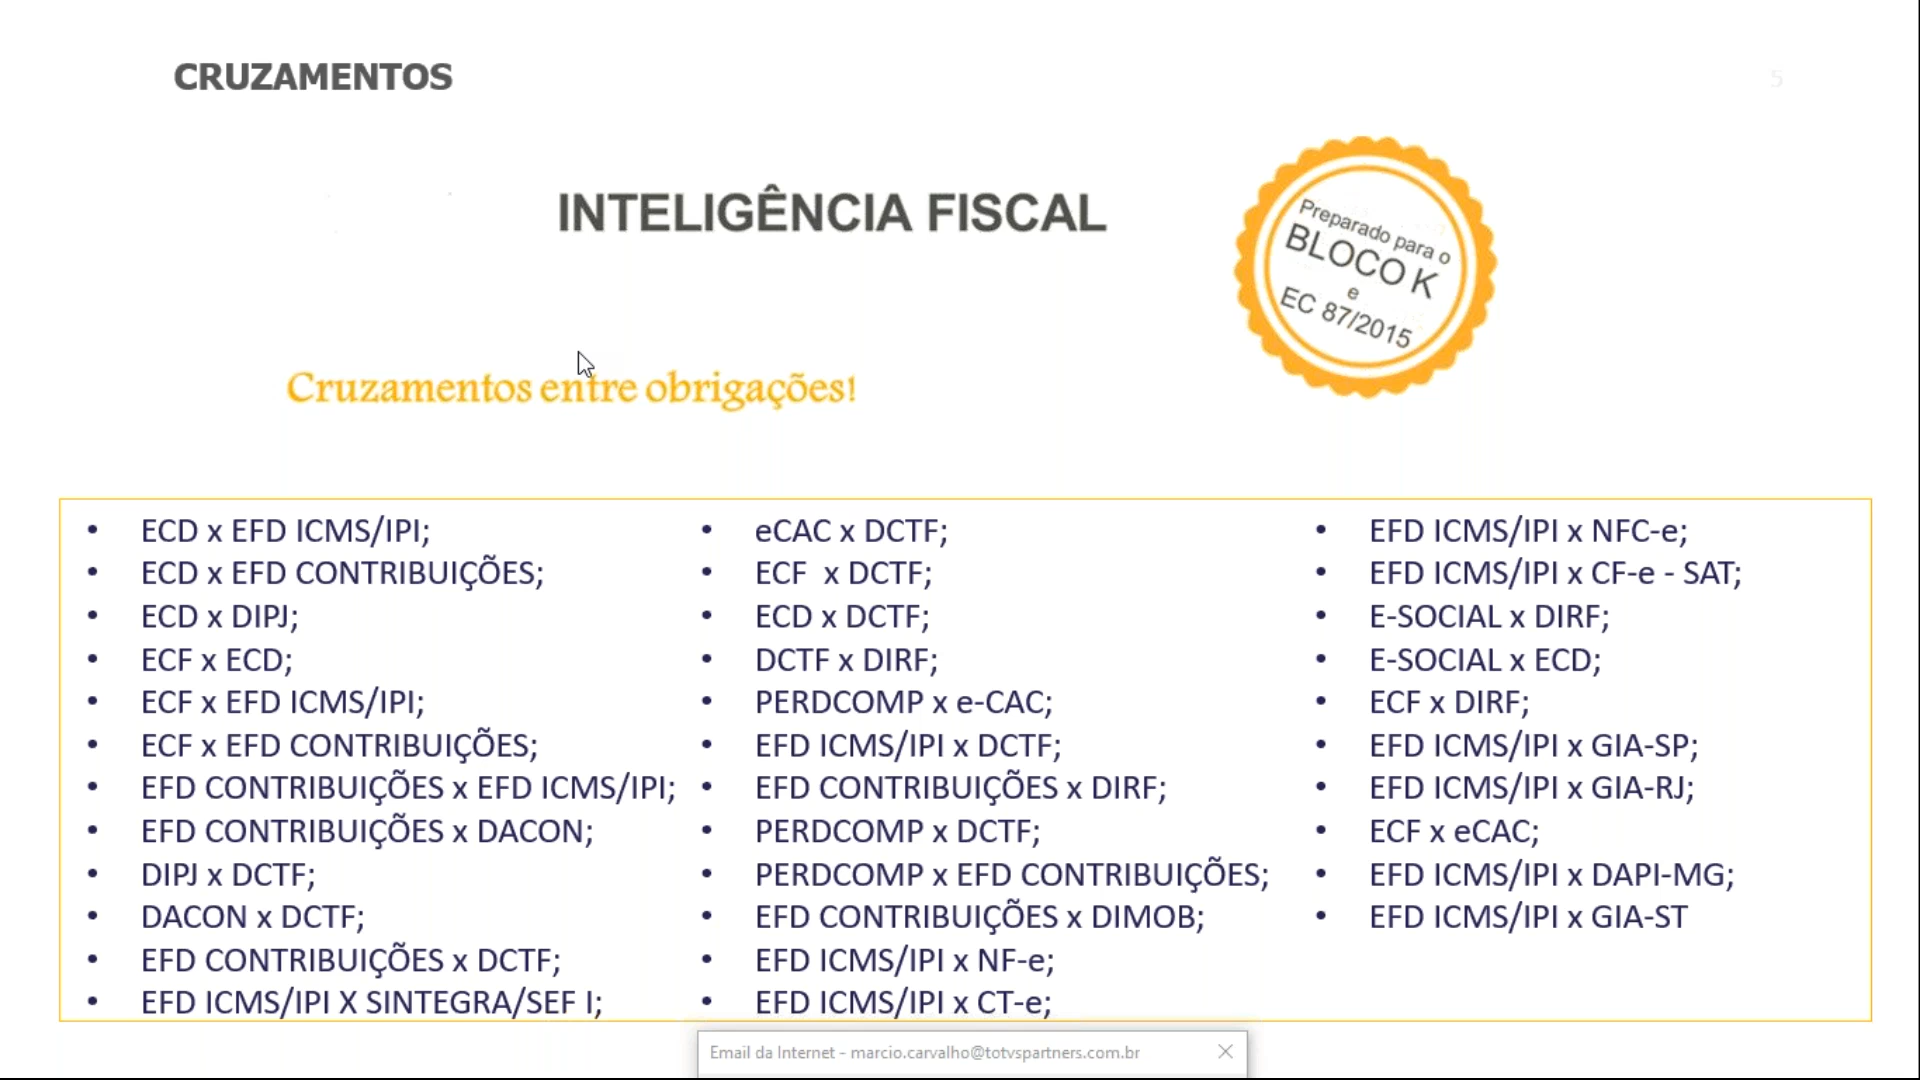 CRUZAMENTOS
5
INTELIGÊNCIA FISCAL
Preparado para o
BLOCO K
e
EC 87/2015
Cruzamentos entre obrigações!
• ECD x EFD ICMS/IPI;
• ECD x EFD CONTRIBUIÇÕES;
• ECD x DIPJ;
• ECF x ECD;
• ECF x EFD ICMS/IPI;
• ECF x EFD CONTRIBUIÇÕES;
• EFD CONTRIBUIÇÕES x EFD ICMS/IPI;
• EFD CONTRIBUIÇÕES x DACON;
• DIPJ x DCTF;
• DACON x DCTF;
• EFD CONTRIBUIÇÕES x DCTF;
• EFD ICMS/IPI X SINTEGRA/SEF I;
• eCAC x DCTF;
• ECF  x DCTF;
• ECD x DCTF;
• DCTF x DIRF;
• PERDCOMP x e-CAC;
• EFD ICMS/IPI x DCTF;
• EFD CONTRIBUIÇÕES x DIRF;
• PERDCOMP x DCTF;
• PERDCOMP x EFD CONTRIBUIÇÕES;
• EFD CONTRIBUIÇÕES x DIMOB;
• EFD ICMS/IPI x NF-e;
• EFD ICMS/IPI x CT-e;
• EFD ICMS/IPI x NFC-e;
• EFD ICMS/IPI x CF-e - SAT;
• E-SOCIAL x DIRF;
• E-SOCIAL x ECD;
• ECF x DIRF;
• EFD ICMS/IPI x GIA-SP;
• EFD ICMS/IPI x GIA-RJ;
• ECF x eCAC;
• EFD ICMS/IPI x DAPI-MG;
• EFD ICMS/IPI x GIA-ST
Email da Internet - marcio.carvalho@totvspartners.com.br